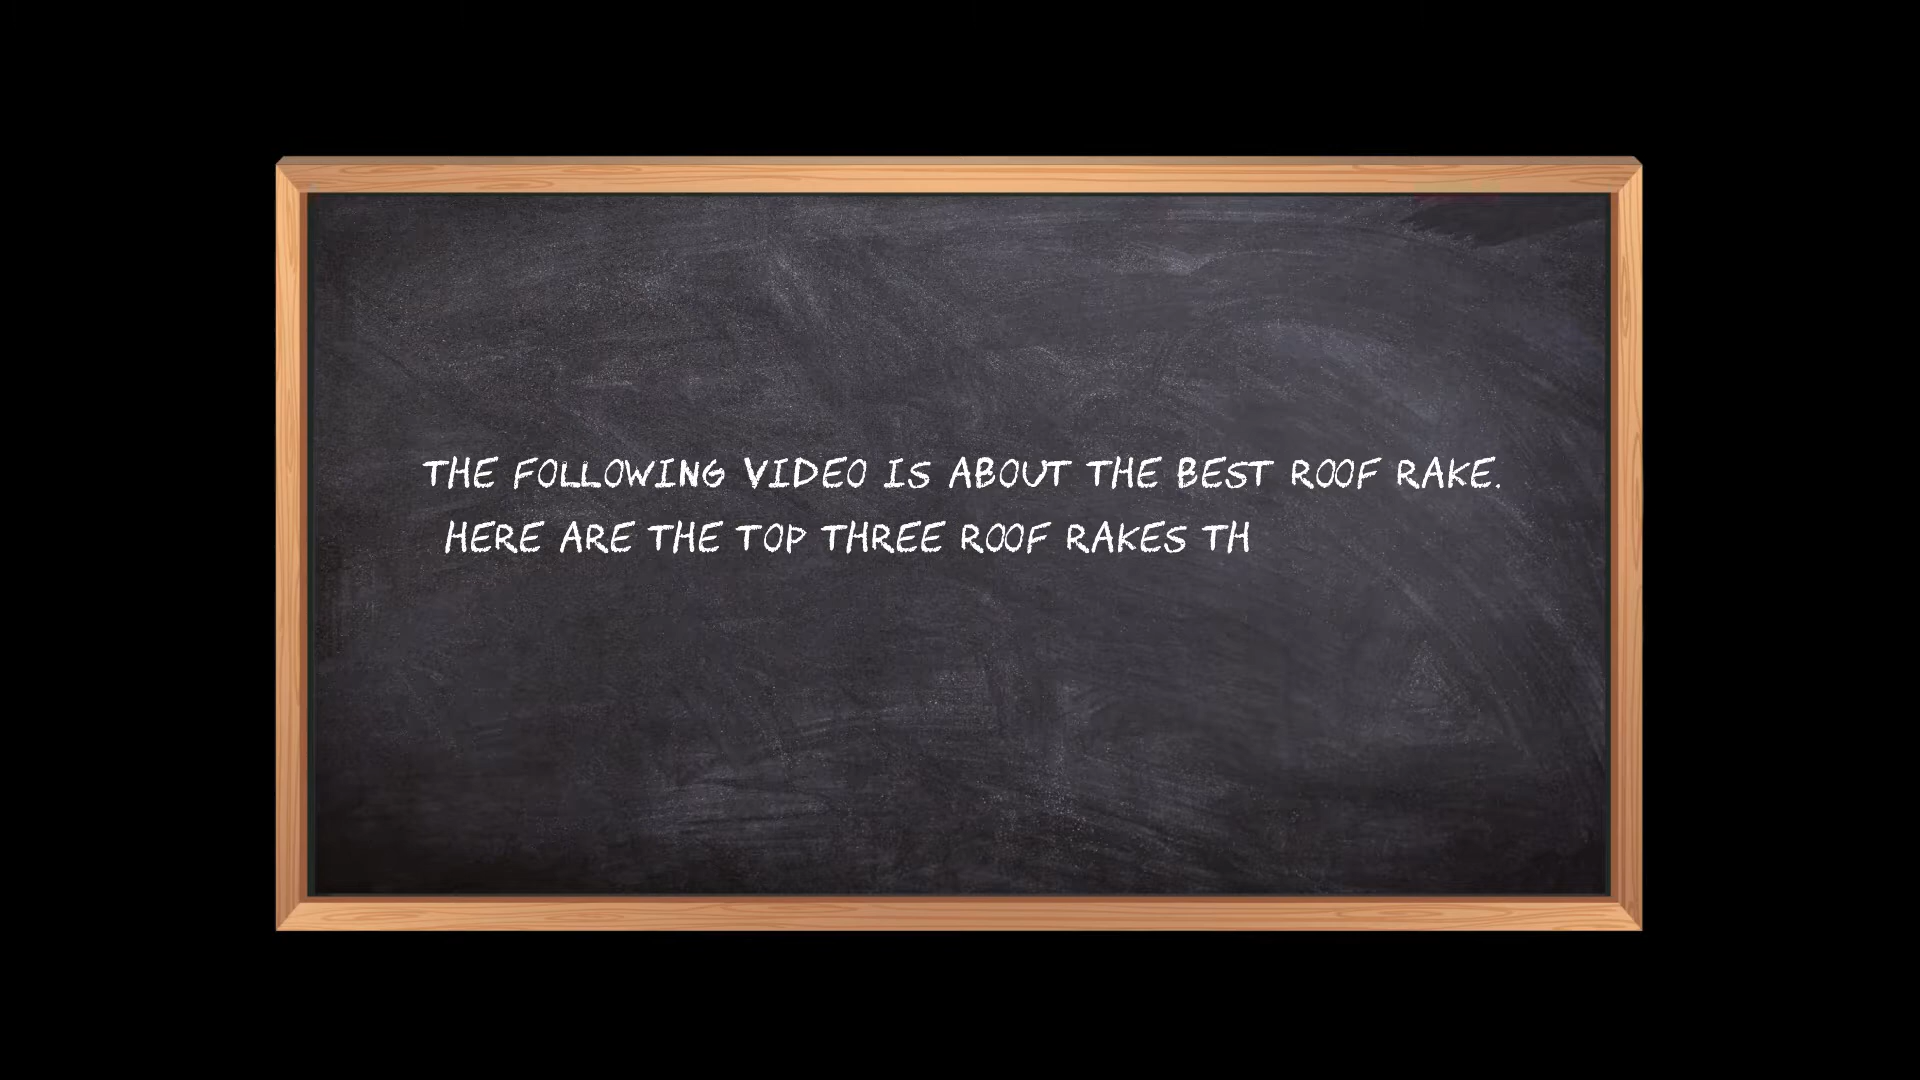 THE FOLLOWING VIDEO IS ABOUT THE BEST ROOF RAKE.
HERE ARE THE TOP THREE ROOF RAKES TH